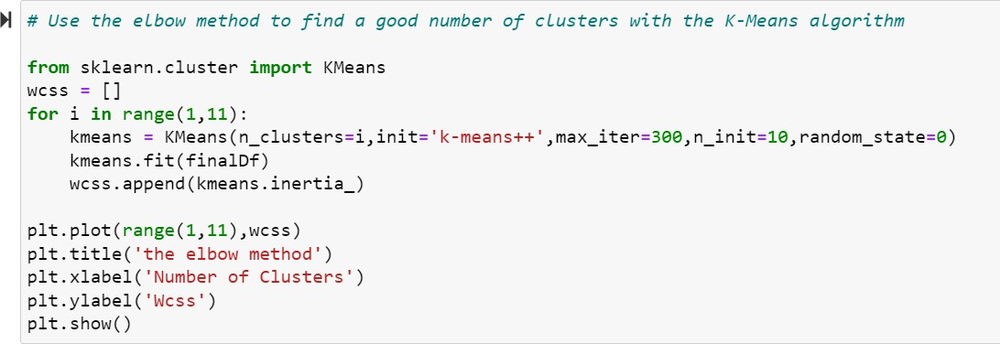 # Use the elbow method to find a good number of clusters with the K-Means algorithm
from sklearn.cluster import KMeans
wcss = []
for i in range(1,11):
    kmeans = KMeans(n_clusters=i,init='k-means++',max_iter=300,n_init=10,random_state=0)
    kmeans.fit(finalDf)
    wcss.append(kmeans.inertia_)
plt.plot(range(1,11),wcss)
plt.title('the elbow method')
plt.xlabel('Number of Clusters')
plt.ylabel('Wcss')
plt.show()